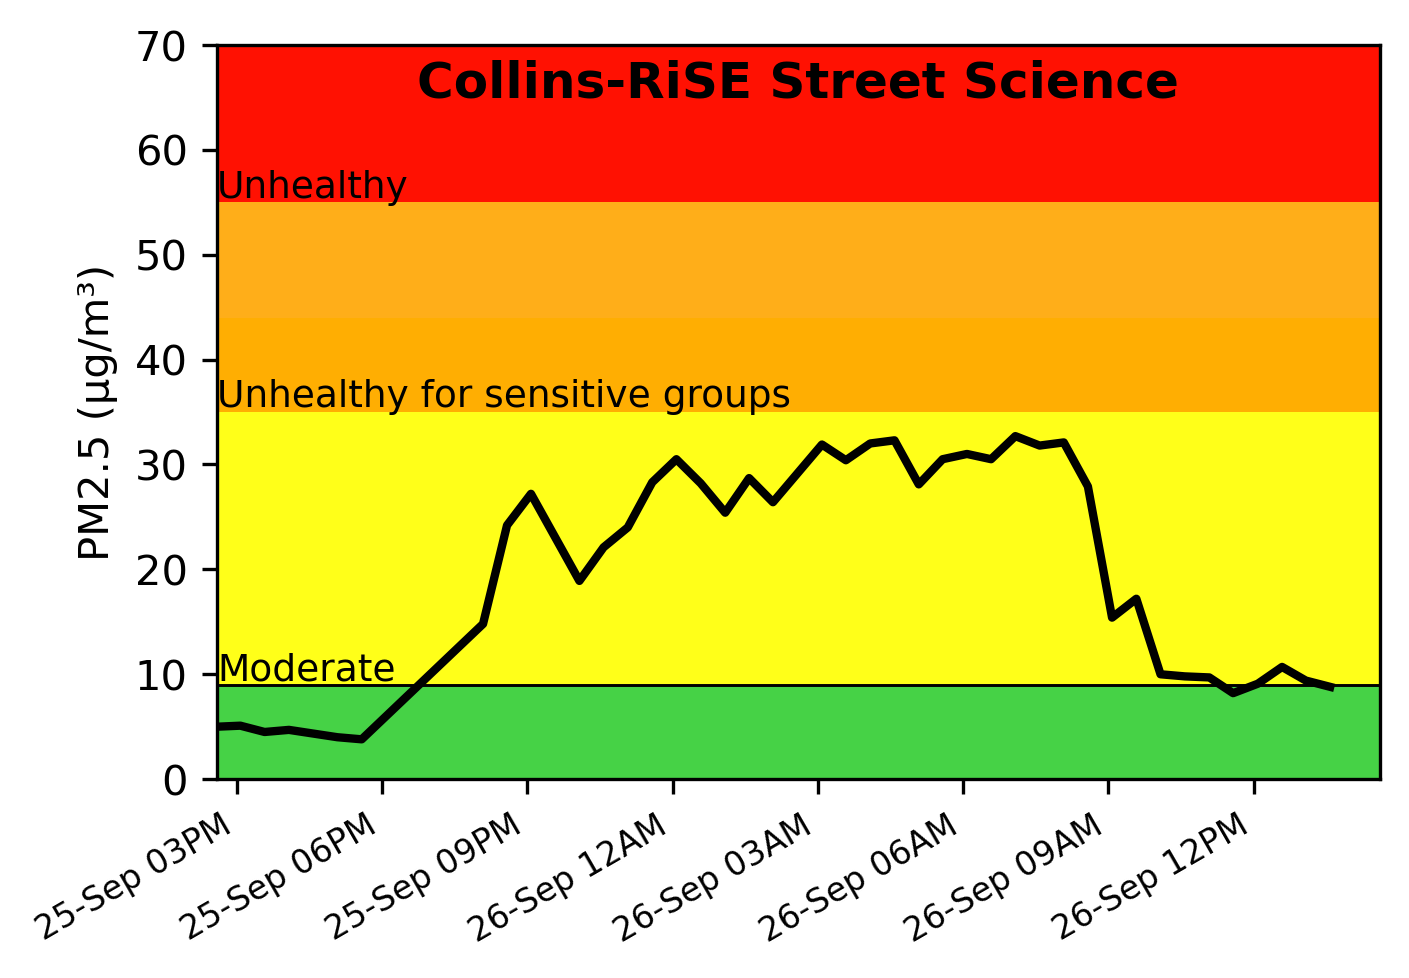 Collins-RiSE Street Science
70
60
Unhealthy
50
40
Unhealthy for sensitive groups
30
20
10
Moderate
0
PM2.5 (µg/m³)
25-Sep 03PM
25-Sep 06PM
25-Sep 09PM
26-Sep 12AM
26-Sep 03AM
26-Sep 06AM
26-Sep 09AM
26-Sep 12PM